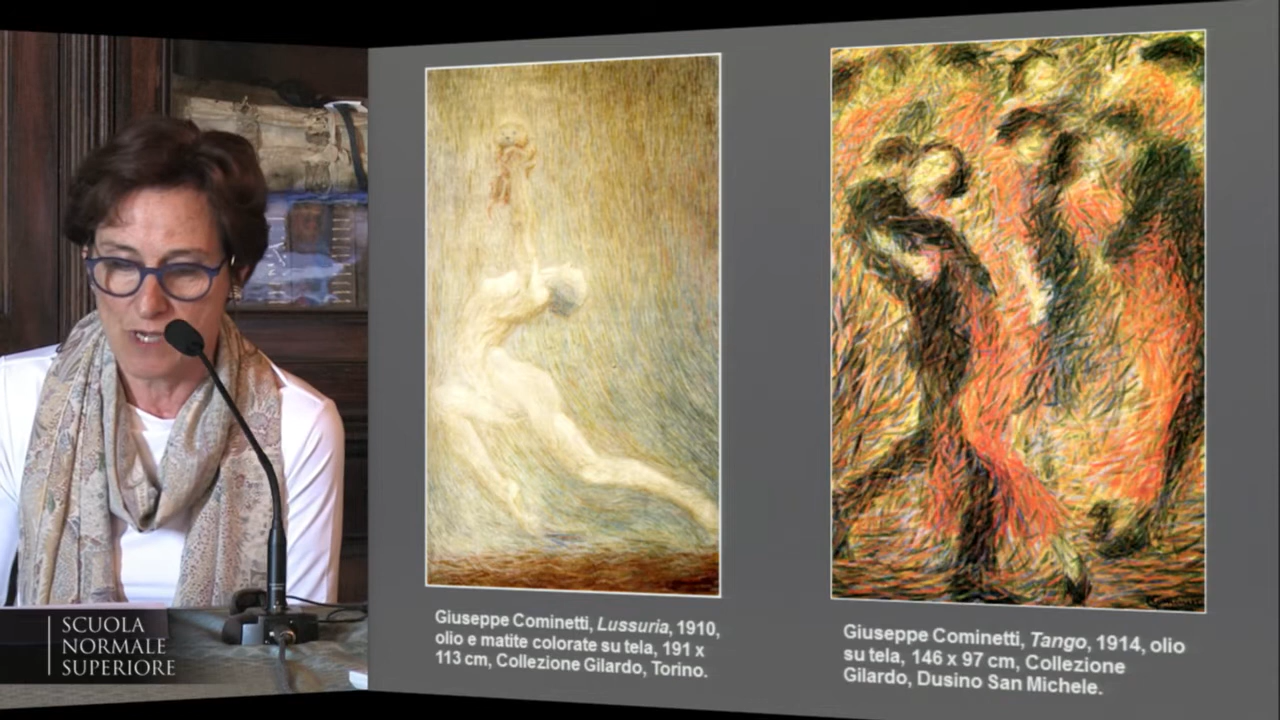 SCUOLA
NORMALE
SUPERIORE
Giuseppe Cominetti, Lussuria, 1910,
olio e matite colorate su tela, 191 x
113 cm, Collezione Gilardo, Torino.
Giuseppe Cominetti, Tango, 1914, olio
su tela, 146 x 97 cm, Collezione
Gilardo, Dusino San Michele.